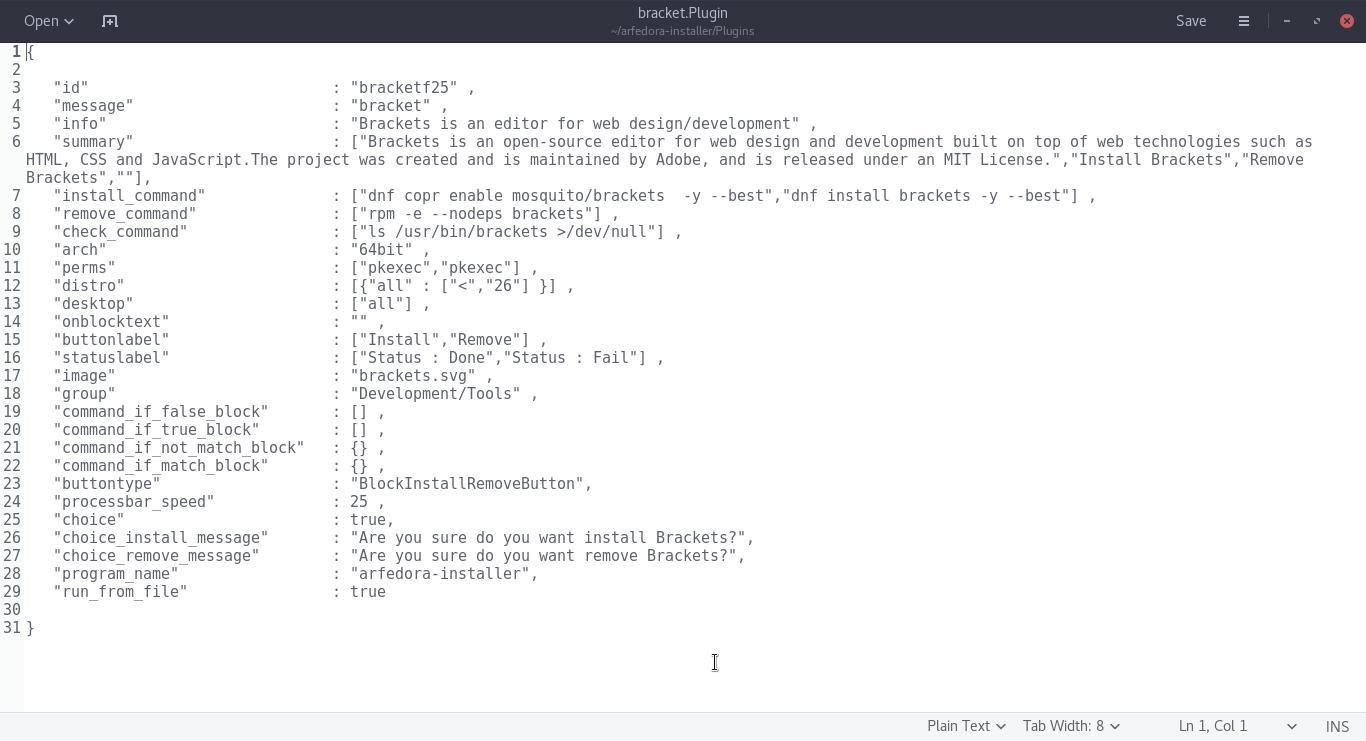 Open
bracket.Plugin
~/arfedora-installer/Plugins
Save
1 {
2
3    "id"                           : "bracketf25" ,
4    "message"                      : "bracket" ,
5    "info"                         : "Brackets is an editor for web design/development" ,
6    "summary"                      : ["Brackets is an open-source editor for web design and development built on top of web technologies such as
HTML, CSS and JavaScript.The project was created and is maintained by Adobe, and is released under an MIT License.","Install Brackets","Remove
Brackets",""],
7    "install_command"              : ["dnf copr enable mosquito/brackets  -y --best","dnf install brackets -y --best"] ,
8    "remove_command"               : ["rpm -e --nodeps brackets"] ,
9    "check_command"                : ["ls /usr/bin/brackets >/dev/null"] ,
10    "arch"                         : "64bit" ,
11    "perms"                        : ["pkexec","pkexec"] ,
12    "distro"                       : [{"all" : ["<","26"] }] ,
13    "desktop"                      : ["all"] ,
14    "onblocktext"                  : "" ,
15    "buttonlabel"                  : ["Install","Remove"] ,
16    "statuslabel"                  : ["Status : Done","Status : Fail"] ,
17    "image"                        : "brackets.svg" ,
18    "group"                        : "Development/Tools" ,
19    "command_if_false_block"       : [] ,
20    "command_if_true_block"        : [] ,
21    "command_if_not_match_block"   : {} ,
22    "command_if_match_block"       : {} ,
23    "buttontype"                   : "BlockInstallRemoveButton",
24    "processbar_speed"             : 25 ,
25    "choice"                       : true,
26    "choice_install_message"       : "Are you sure do you want install Brackets?",
27    "choice_remove_message"        : "Are you sure do you want remove Brackets?",
28    "program_name"                 : "arfedora-installer",
29    "run_from_file"                : true
30
31 }
Plain Text Tab Width: 8 Ln 1, Col 1 INS